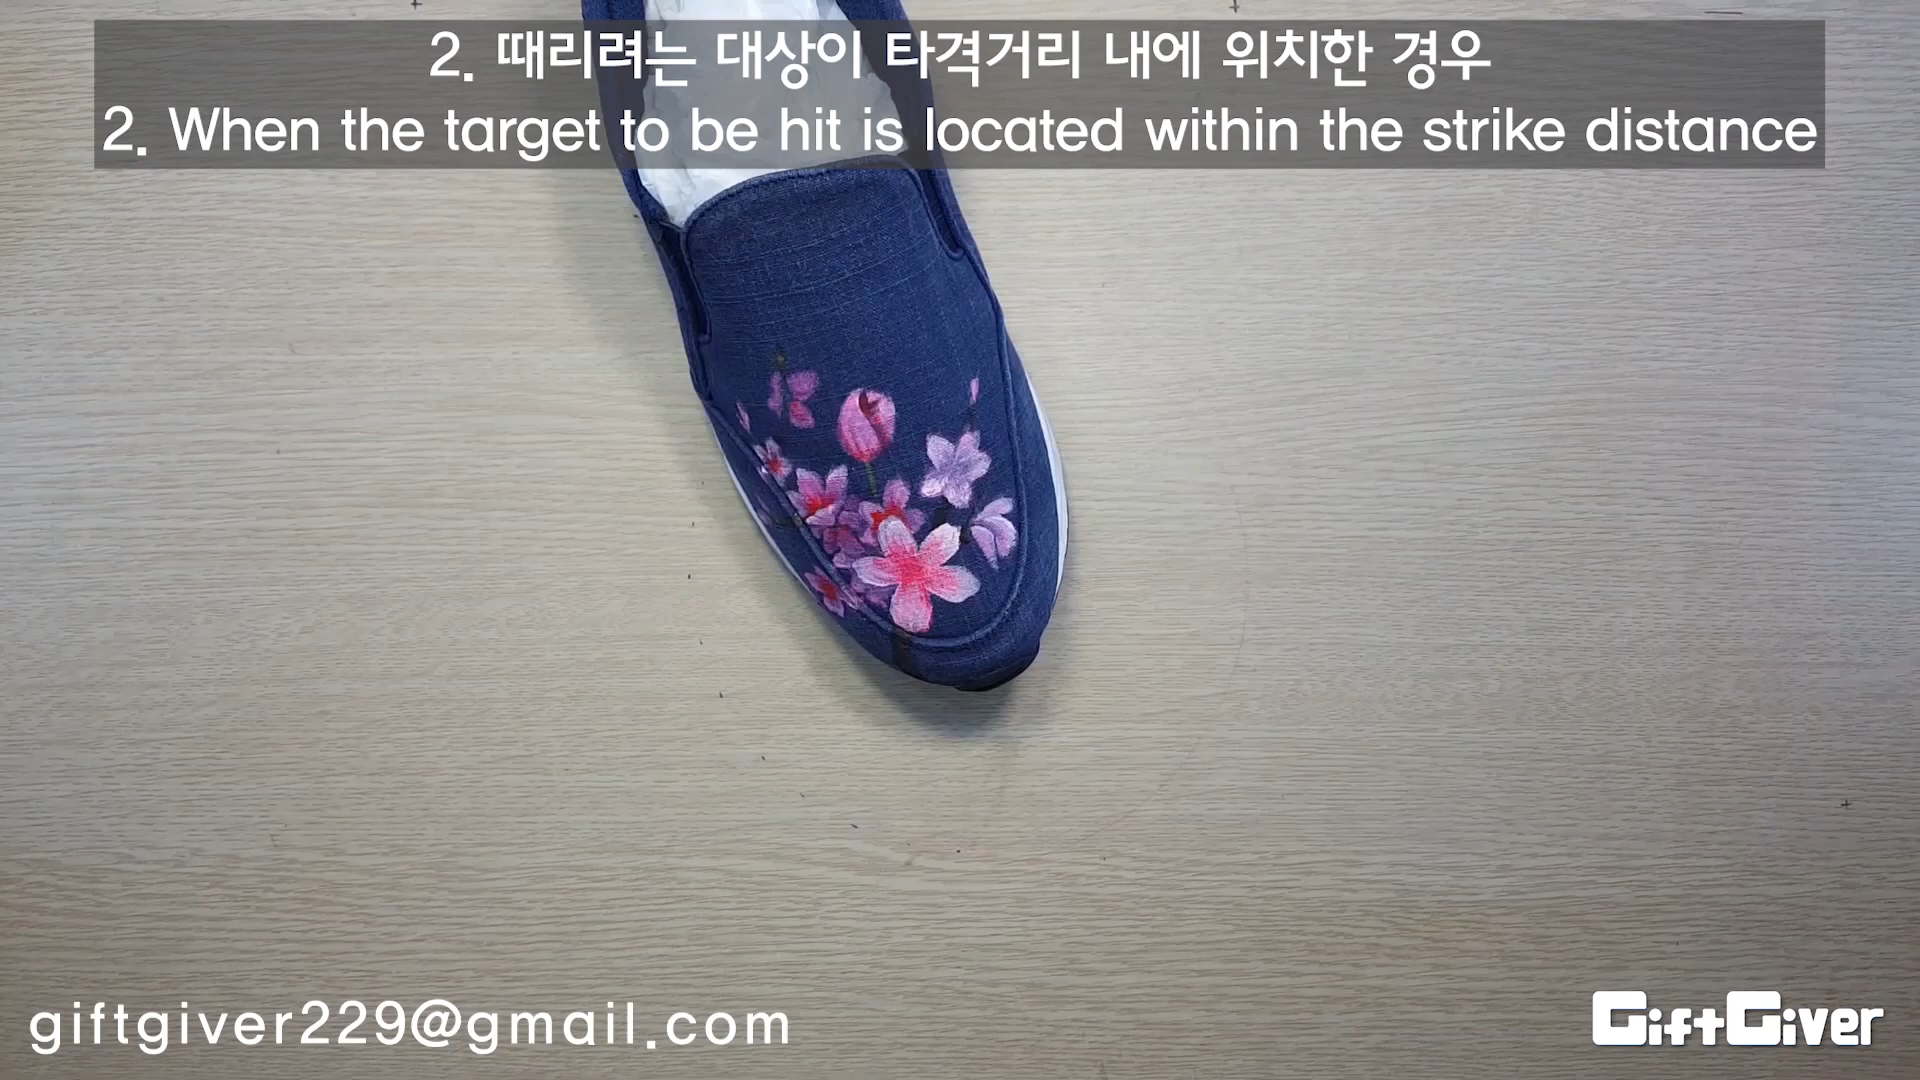 2. 때리려는 대상이 타격거리 내에 위치한 경우
2. When the target to be hit is located within the strike distance
giftgiver229@gmail.com
GiftGiver